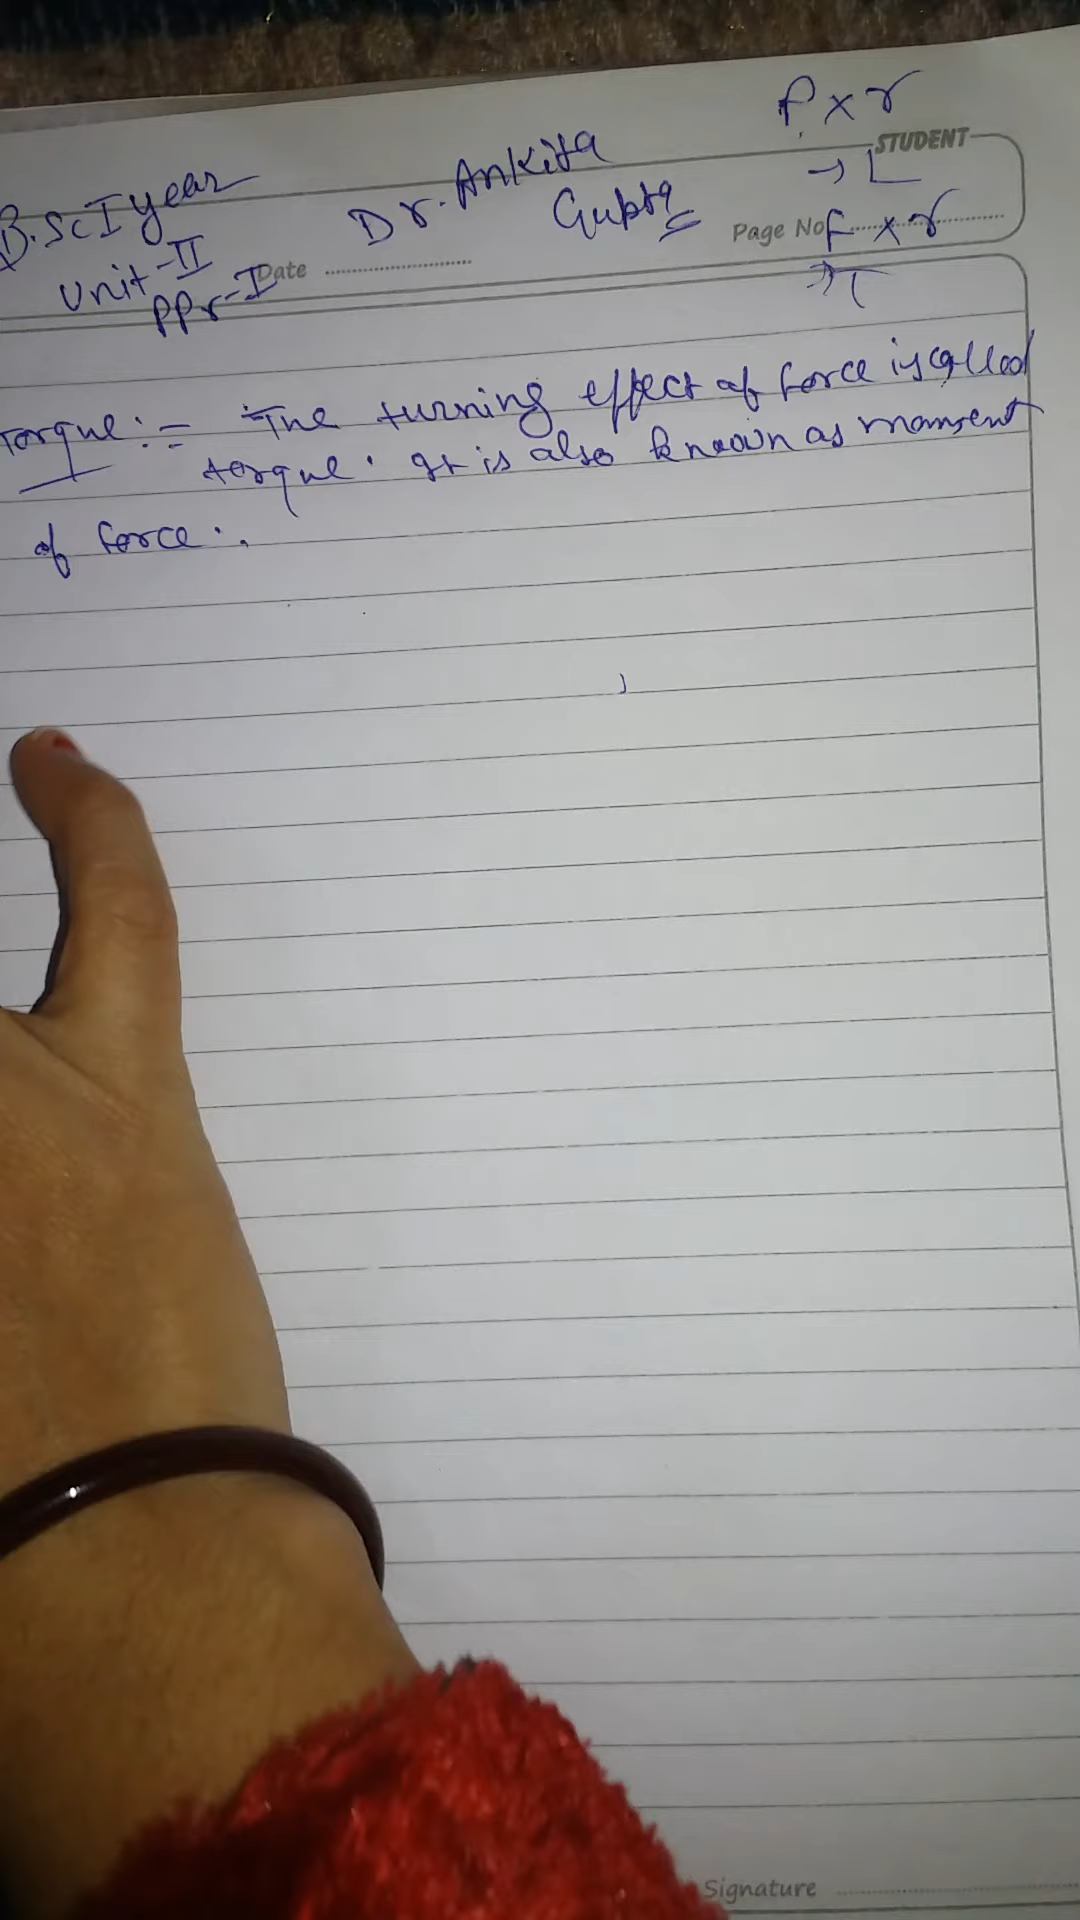 P × r
STUDENT
→ L
B.Sc I year
Dr. Ankita
Gupta
Page No. F × r
Unit-II
Date
→ τ
PPr-I
Torque:- The turning effect of force is called
torque. It is also known as moment
of force.
Signature